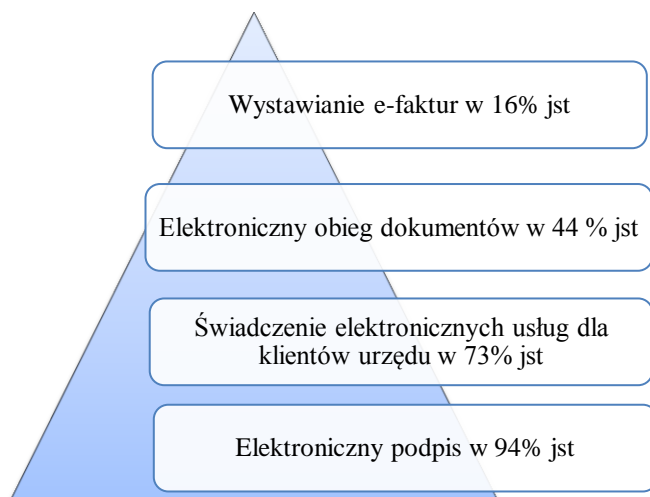 Wystawianie e-faktur w 16% jst
Elektroniczny obieg dokumentów w 44 % jst
Świadczenie elektronicznych usług dla
klientów urzędu w 73% jst
Elektroniczny podpis w 94% jst